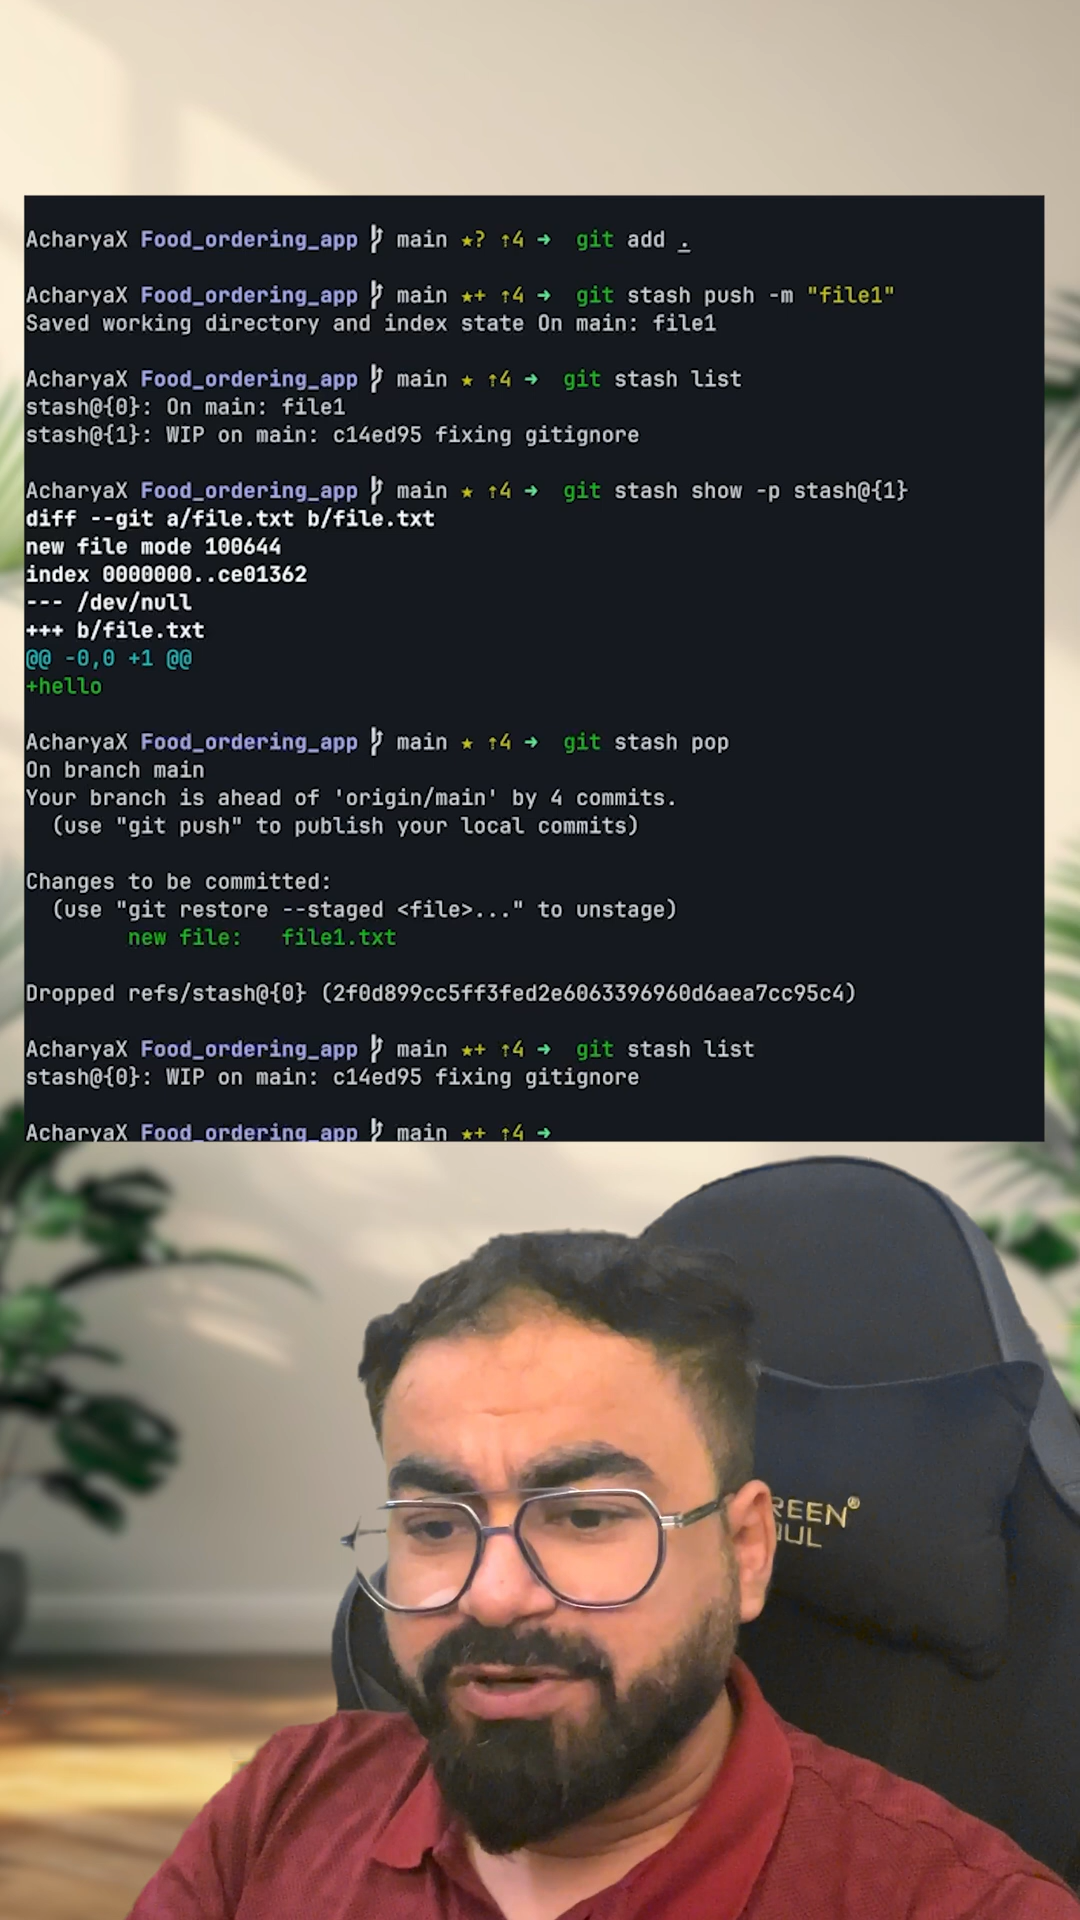 AcharyaX Food_ordering_app main ★? ⇡4 ➜ git add .
AcharyaX Food_ordering_app main ★+ ⇡4 ➜ git stash push -m "file1"
Saved working directory and index state On main: file1
AcharyaX Food_ordering_app main ★ ⇡4 ➜ git stash list
stash@{0}: On main: file1
stash@{1}: WIP on main: c14ed95 fixing gitignore
AcharyaX Food_ordering_app main ★ ⇡4 ➜ git stash show -p stash@{1}
diff --git a/file.txt b/file.txt
new file mode 100644
index 0000000..ce01362
--- /dev/null
+++ b/file.txt
@@ -0,0 +1 @@
+hello
AcharyaX Food_ordering_app main ★ ⇡4 ➜ git stash pop
On branch main
Your branch is ahead of 'origin/main' by 4 commits.
(use "git push" to publish your local commits)
Changes to be committed:
(use "git restore --staged <file>..." to unstage)
new file: file1.txt
Dropped refs/stash@{0} (2f0d899cc5ff3fed2e6063396960d6aea7cc95c4)
AcharyaX Food_ordering_app main ★+ ⇡4 ➜ git stash list
stash@{0}: WIP on main: c14ed95 fixing gitignore
AcharyaX Food_ordering_app main ★+ ⇡4 ➜
REEN®
UL